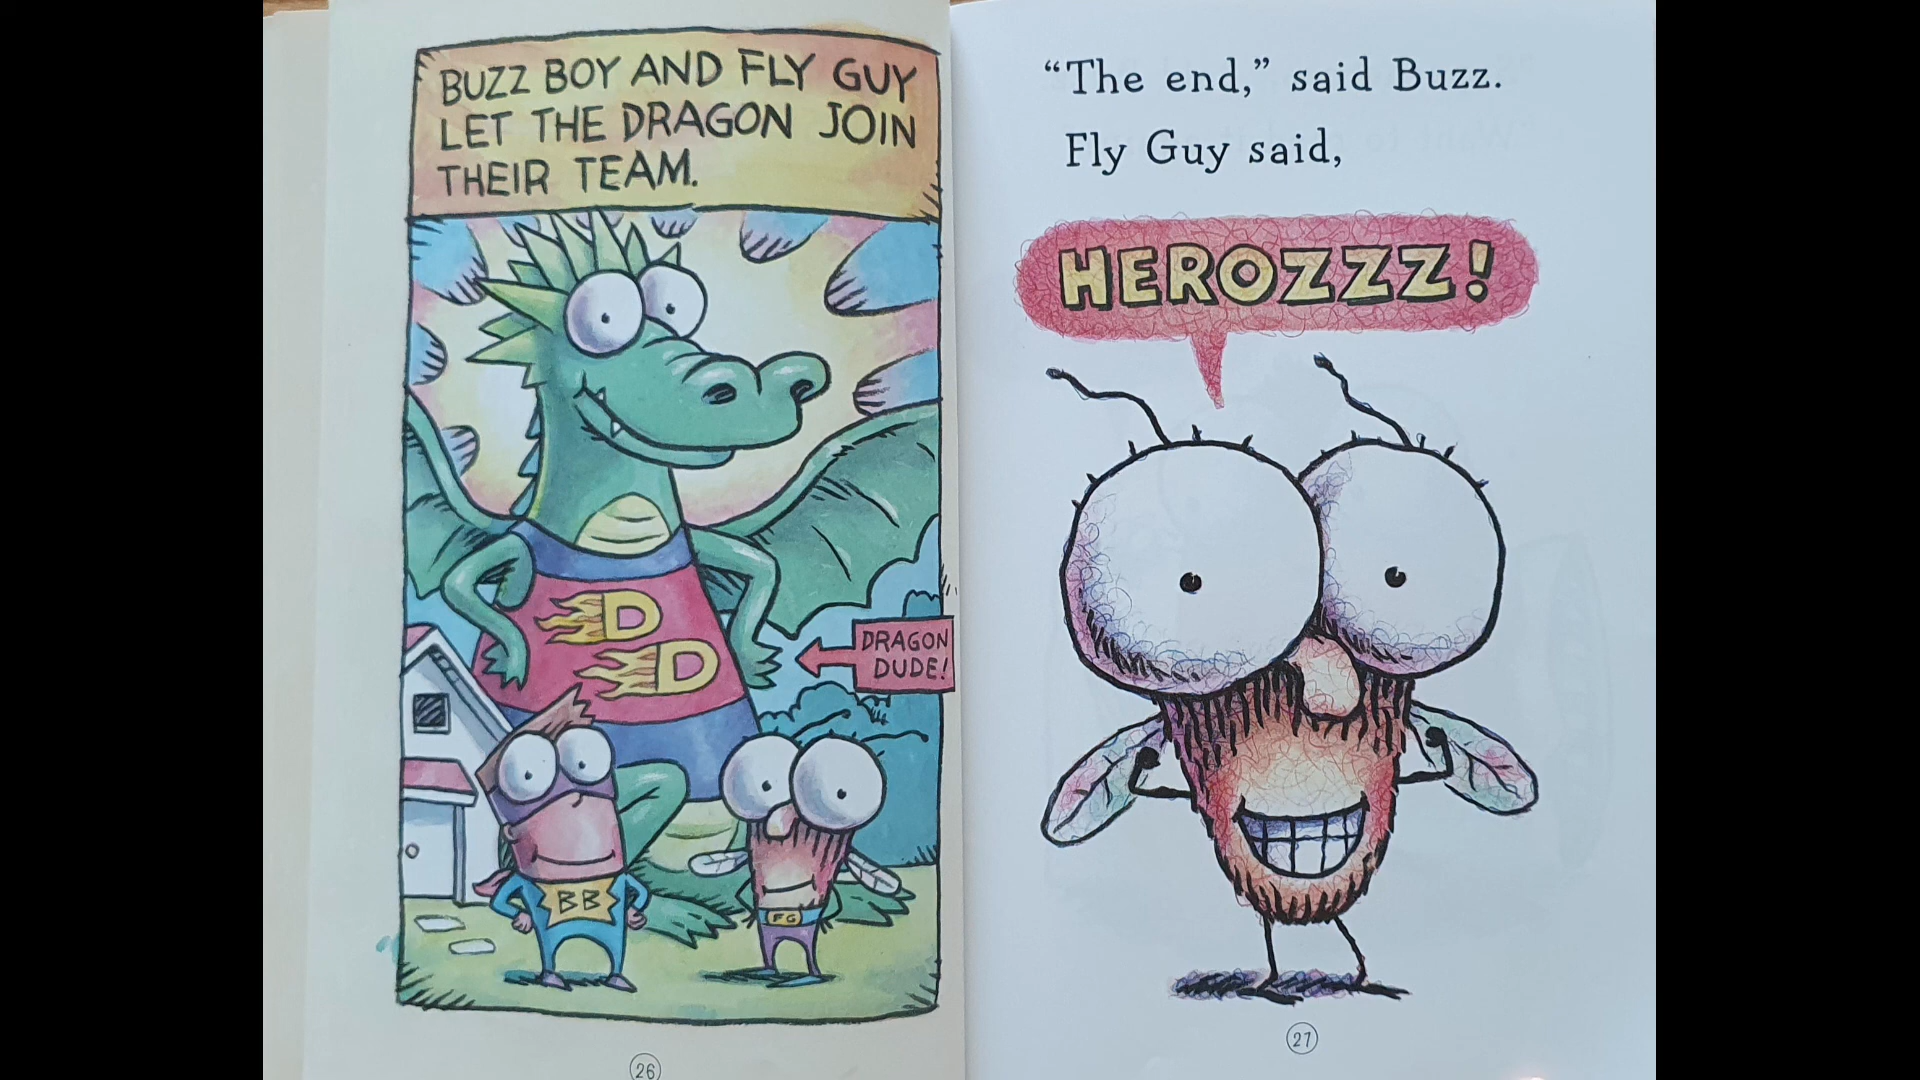 BUZZ BOY AND FLY GUY
LET THE DRAGON JOIN
THEIR TEAM.
D
D
DRAGON
DUDE!
BB
FG
26
"The end," said Buzz.
Fly Guy said,
HEROZZZ!
27